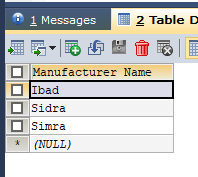 1 Messages
2 Table D
Manufacturer Name
Ibad
Sidra
Simra
* (NULL)